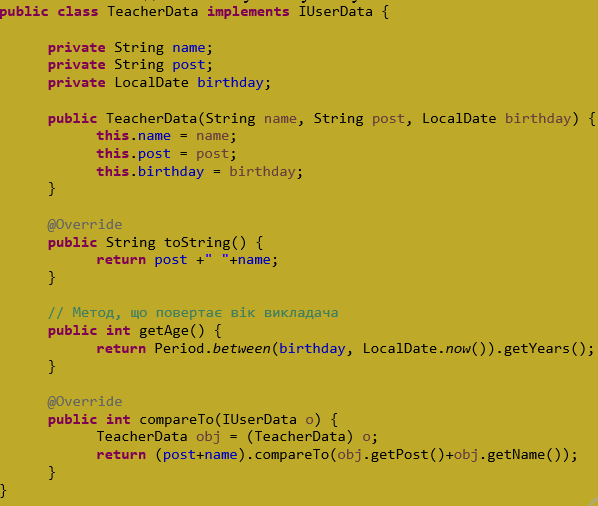 public class TeacherData implements IUserData {
private String name;
private String post;
private LocalDate birthday;
public TeacherData(String name, String post, LocalDate birthday) {
this.name = name;
this.post = post;
this.birthday = birthday;
}
@Override
public String toString() {
return post +" "+name;
}
// Метод, що повертає вік викладача
public int getAge() {
return Period.between(birthday, LocalDate.now()).getYears();
}
@Override
public int compareTo(IUserData o) {
TeacherData obj = (TeacherData) o;
return (post+name).compareTo(obj.getPost()+obj.getName());
}
}